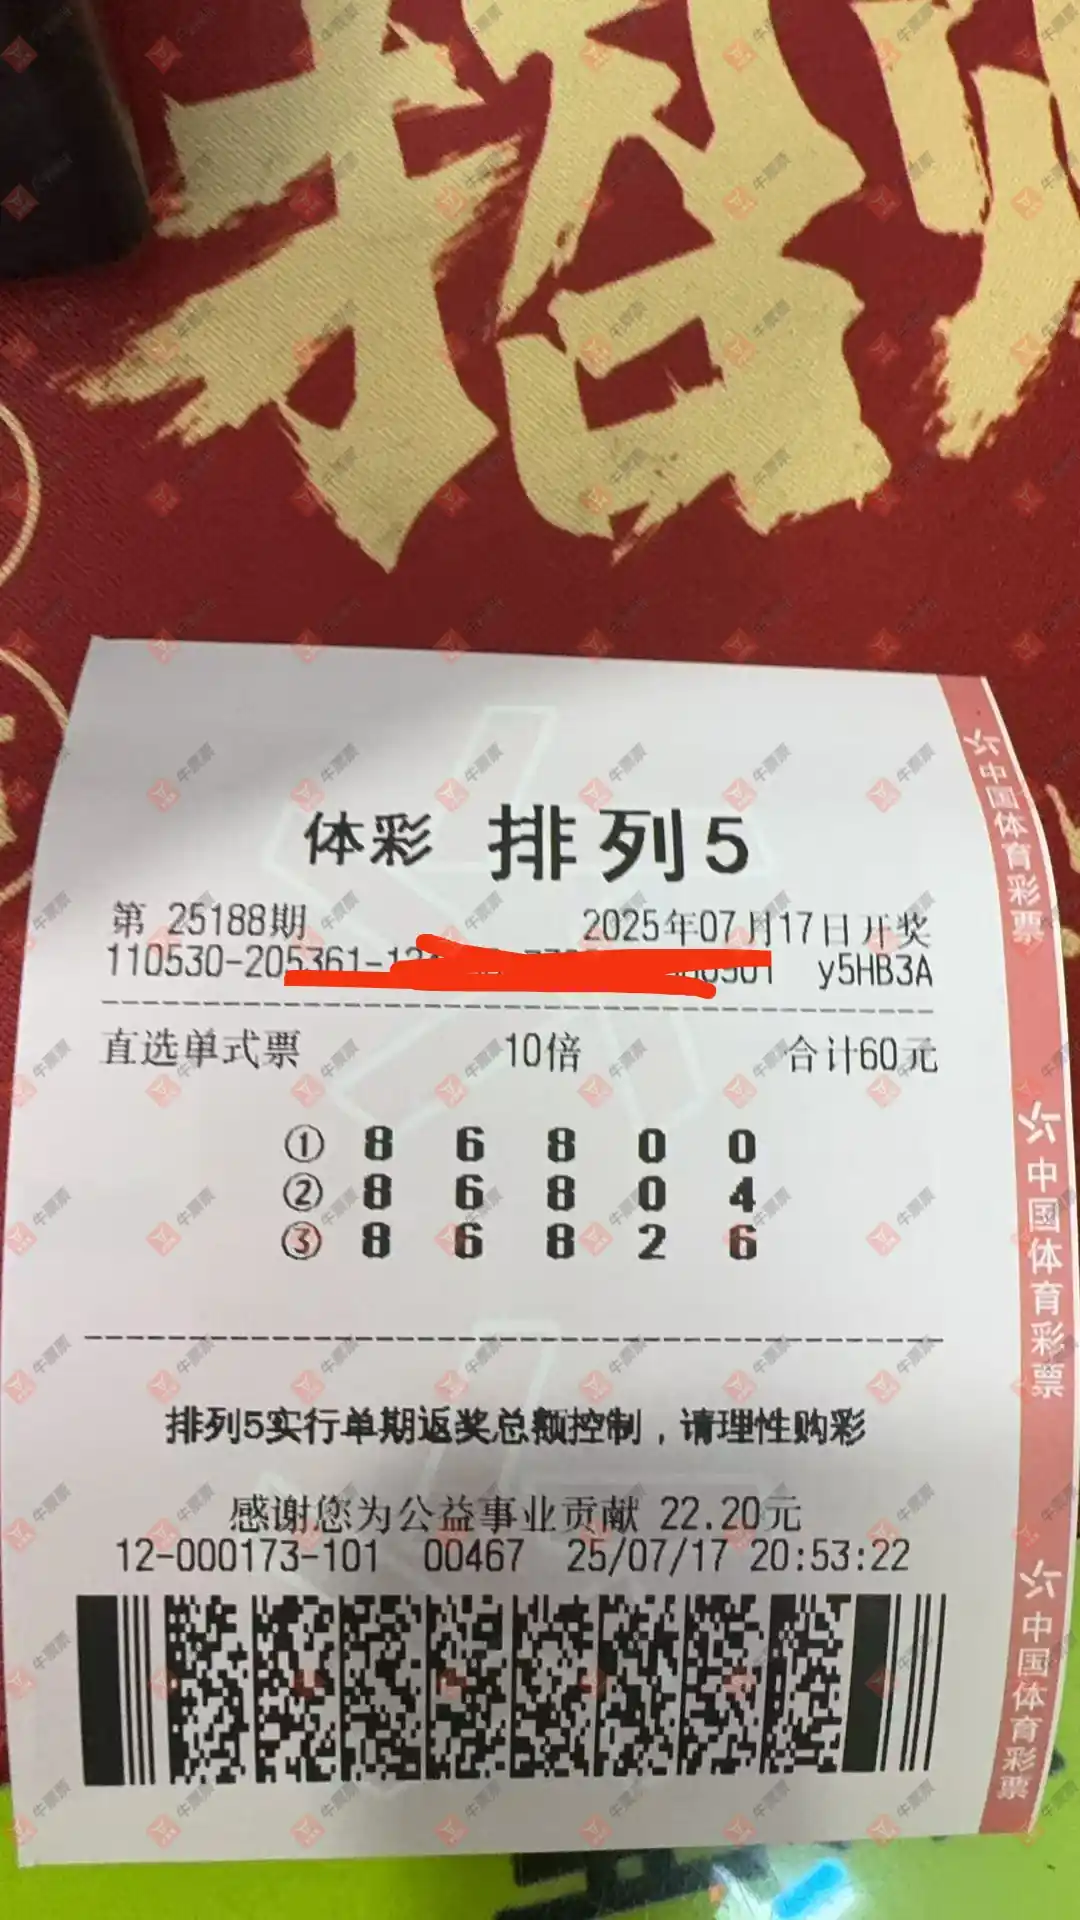 招财
体彩 排列5
第 25188期 2025年07月17日开奖
110530-205361- y5HB3A
直选单式票 10倍 合计60元
① 8 6 8 0 0
② 8 6 8 0 4
③ 8 6 8 2 6
排列5实行单期返奖总额控制，请理性购彩
感谢您为公益事业贡献 22.20元
12-000173-101 00467 25/07/17 20:53:22
中国体育彩票
中国体育彩票
中国体育彩票
牛票票